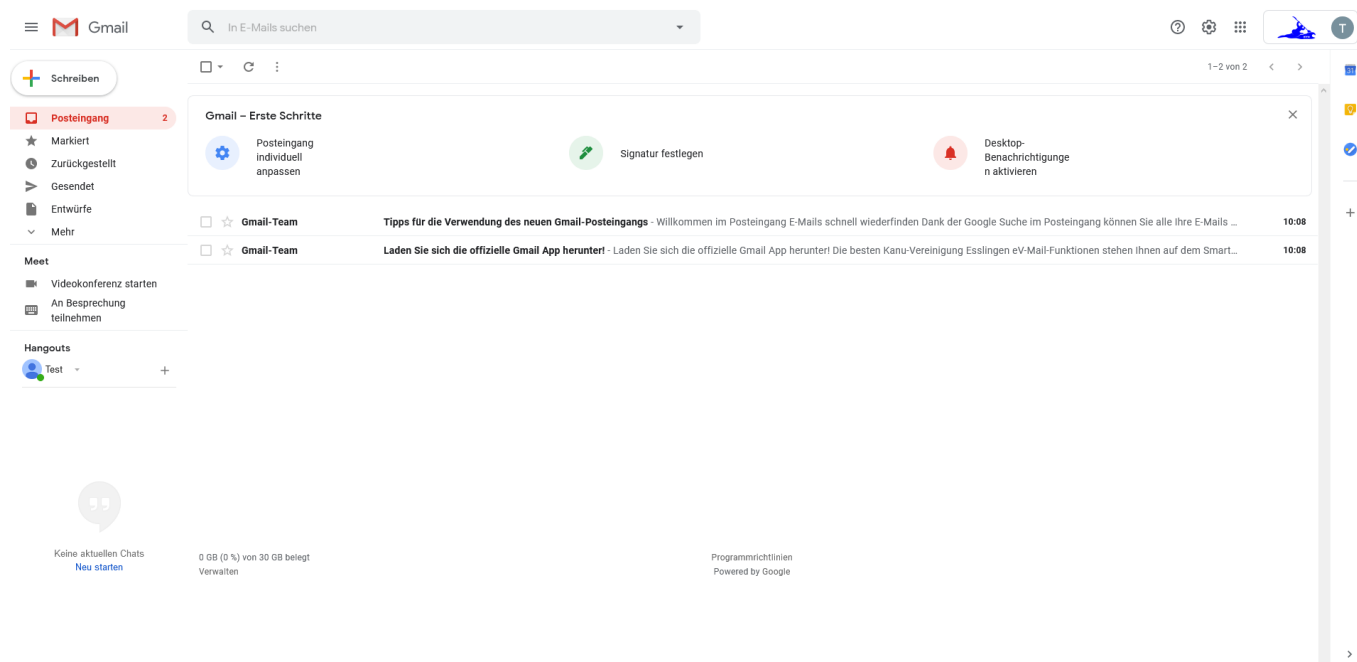 Gmail
In E-Mails suchen
T
Schreiben
1–2 von 2
31
Posteingang 2
Markiert
Zurückgestellt
Gesendet
Entwürfe
Mehr
Meet
Videokonferenz starten
An Besprechung
teilnehmen
Hangouts
Test
Keine aktuellen Chats
Neu starten
Gmail – Erste Schritte
Posteingang
individuell
anpassen
Signatur festlegen
Desktop-
Benachrichtigunge
n aktivieren
Gmail-Team Tipps für die Verwendung des neuen Gmail-Posteingangs - Willkommen im Posteingang E-Mails schnell wiederfinden Dank der Google Suche im Posteingang können Sie alle Ihre E-Mails ... 10:08
Gmail-Team Laden Sie sich die offizielle Gmail App herunter! - Laden Sie sich die offizielle Gmail App herunter! Die besten Kanu-Vereinigung Esslingen eV-Mail-Funktionen stehen Ihnen auf dem Smart... 10:08
0 GB (0 %) von 30 GB belegt
Verwalten
Programmrichtlinien
Powered by Google